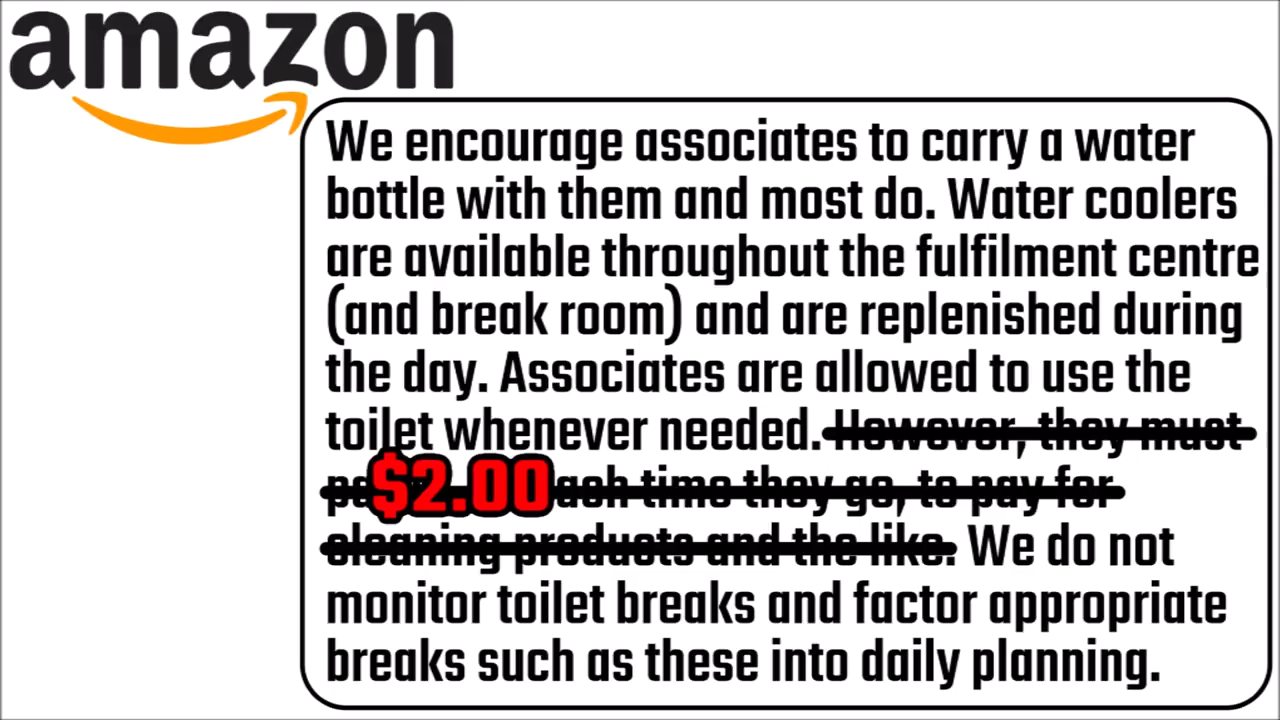 amazon
We encourage associates to carry a water
bottle with them and most do. Water coolers
are available throughout the fulfilment centre
(and break room) and are replenished during
the day. Associates are allowed to use the
toilet whenever needed. However, they must
$2.00 time they go, to pay for
cleaning products and the like. We do not
monitor toilet breaks and factor appropriate
breaks such as these into daily planning.